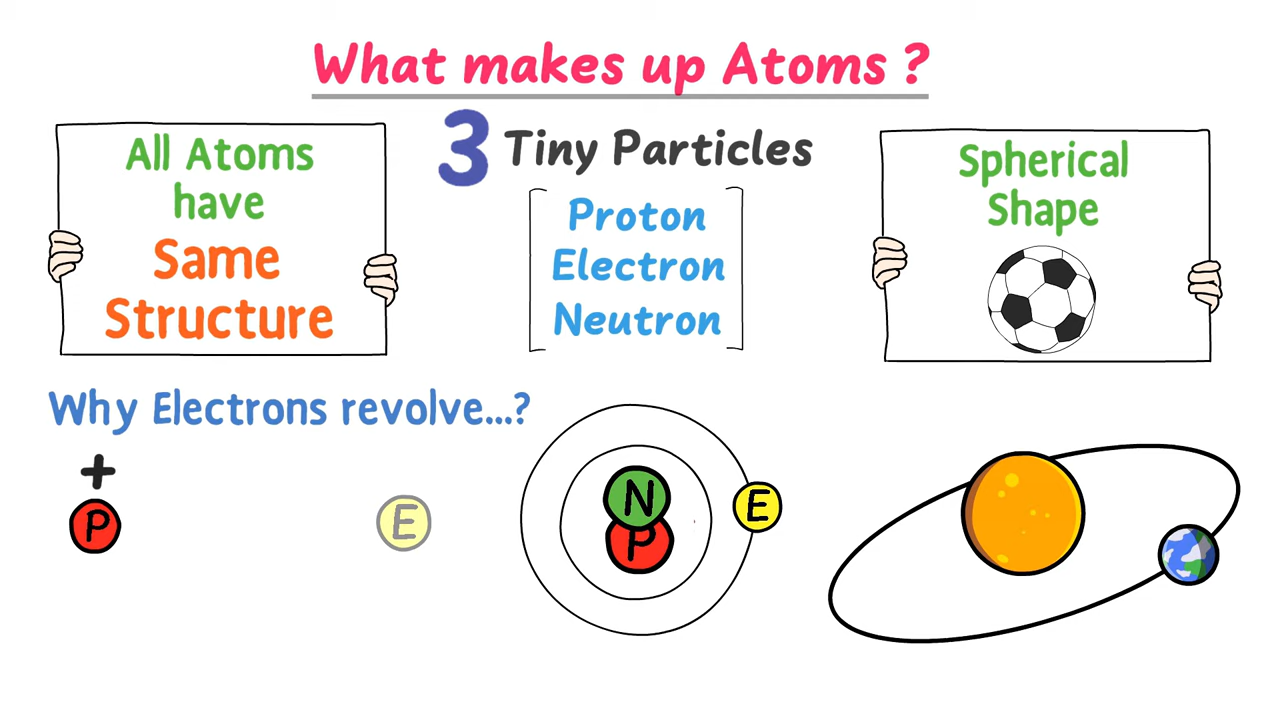 What makes up Atoms ?
All Atoms
have
Same
Structure
3 Tiny Particles
Proton
Electron
Neutron
Spherical
Shape
Why Electrons revolve...?
+
P
E
N
P
E